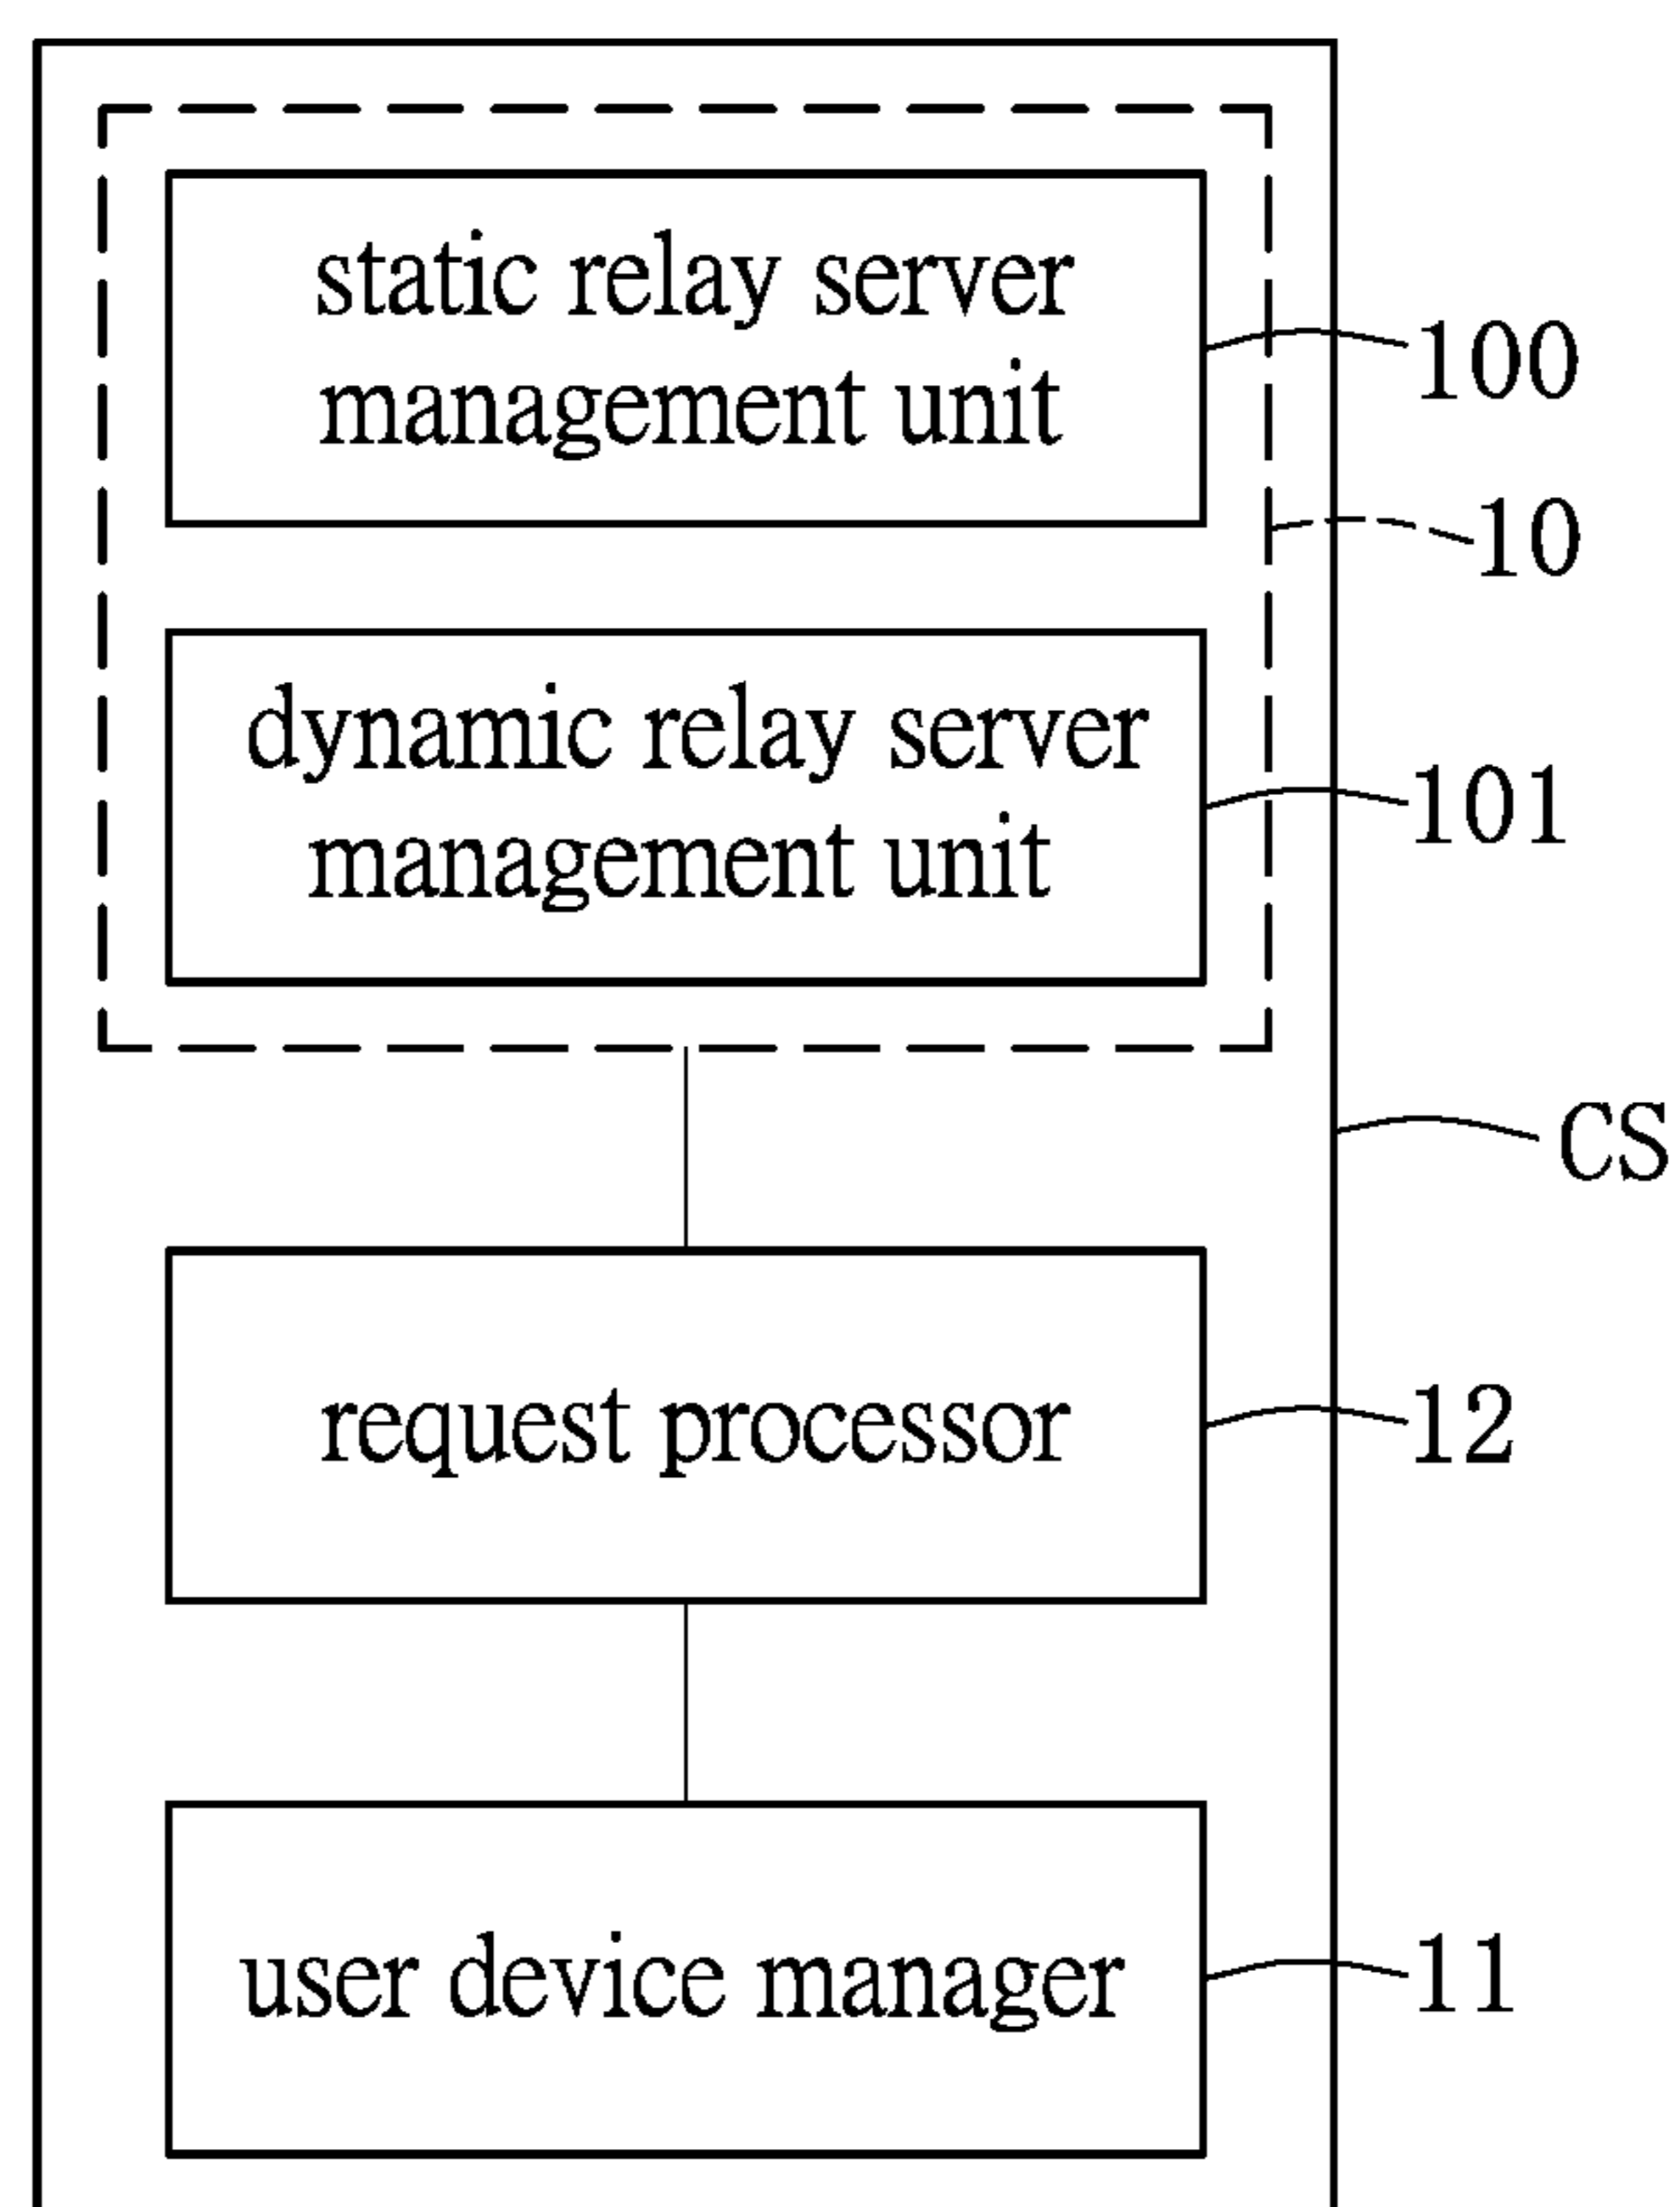 static relay server
management unit
100
10
dynamic relay server
management unit
101
CS
request processor
12
user device manager
11